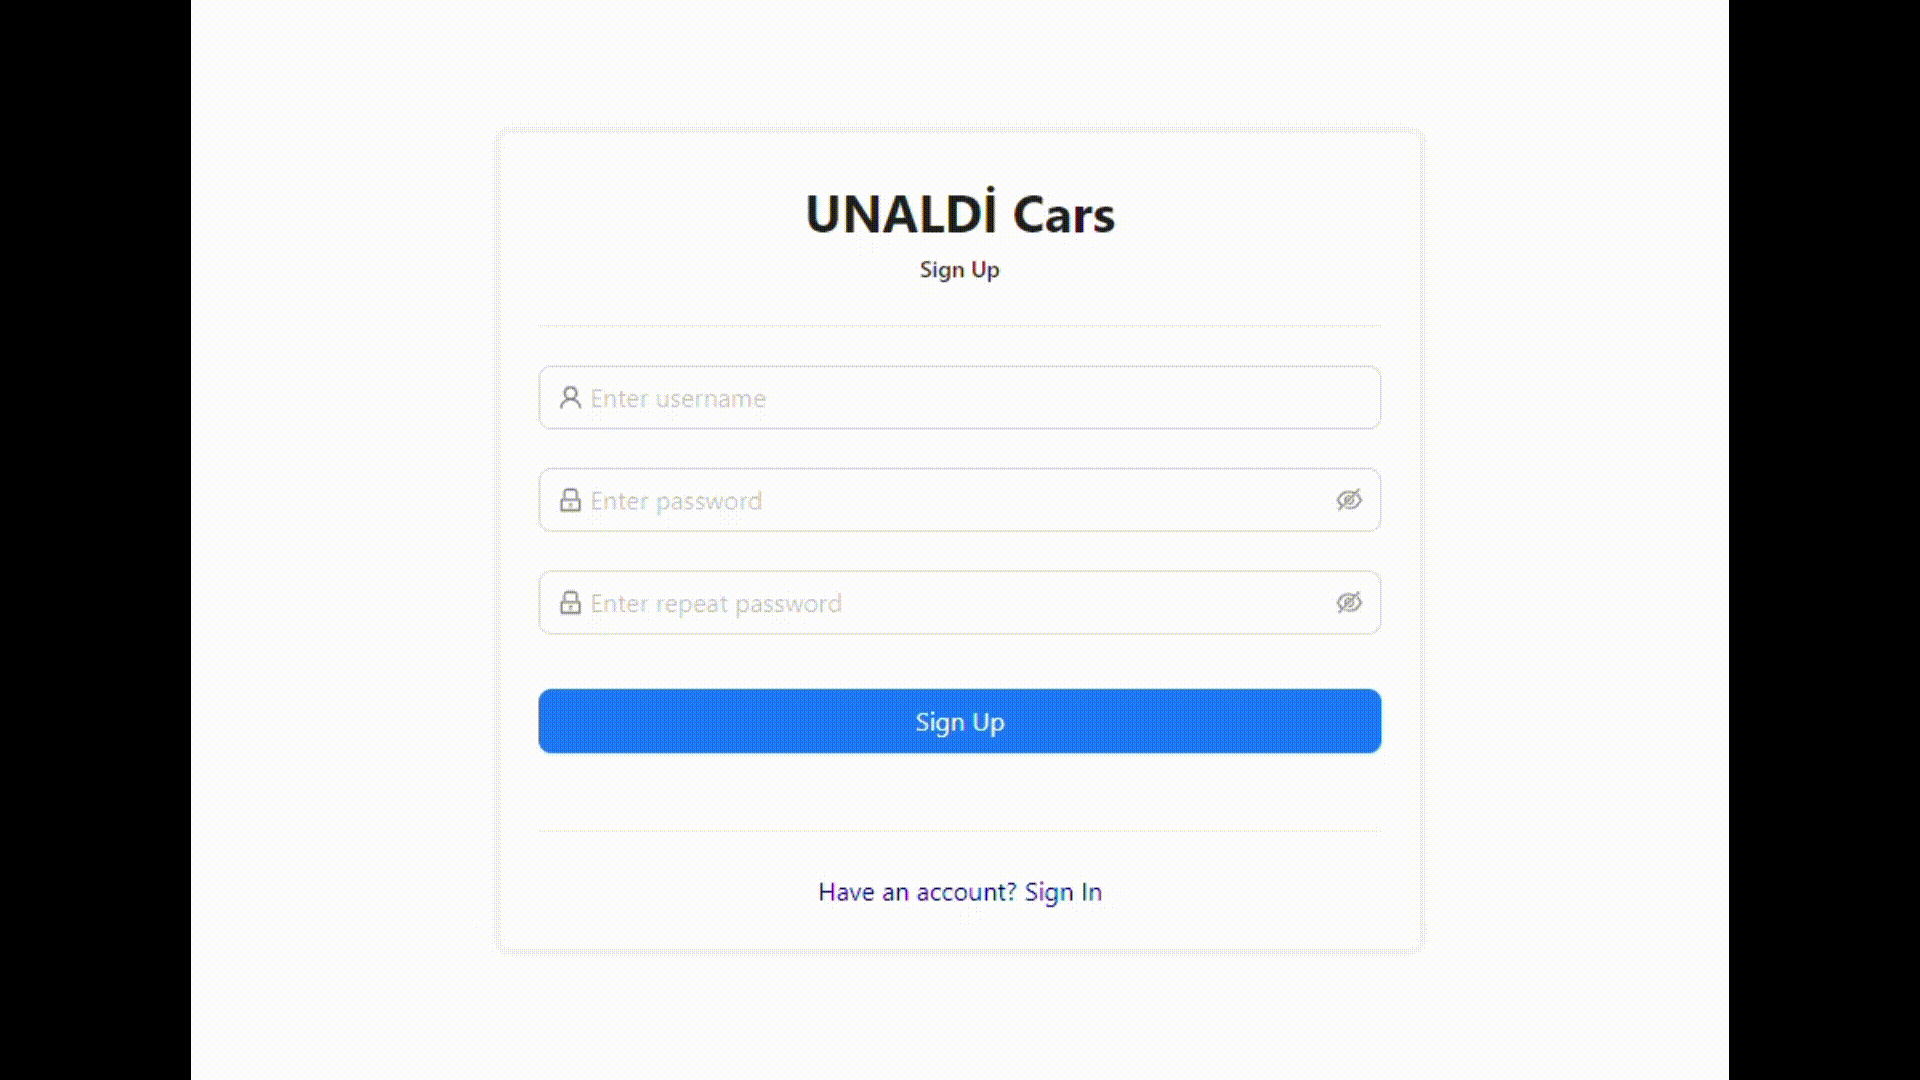 UNALDİ Cars
Sign Up
Enter username
Enter password
Enter repeat password
Sign Up
Have an account? Sign In